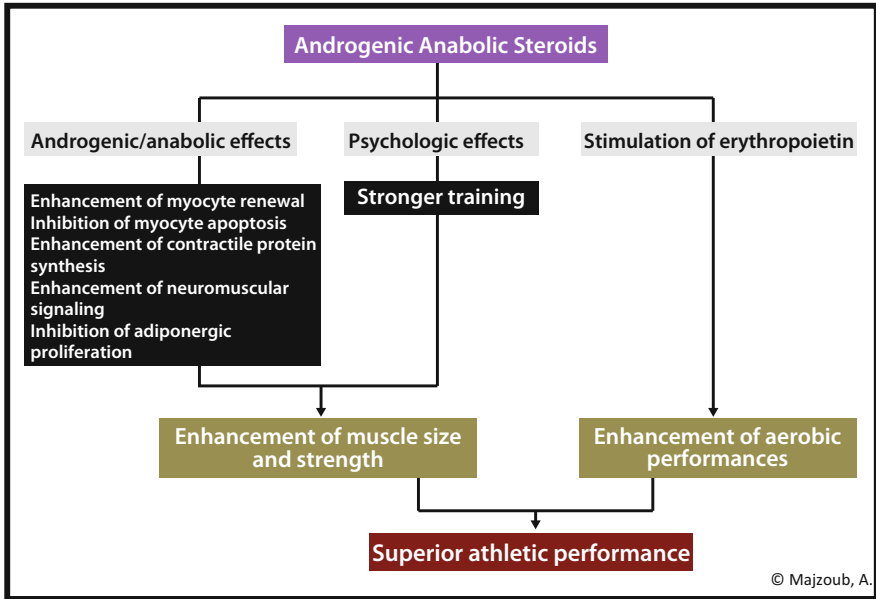 Androgenic Anabolic Steroids
Androgenic/anabolic effects
Psychologic effects
Stimulation of erythropoietin
Enhancement of myocyte renewal
Inhibition of myocyte apoptosis
Enhancement of contractile protein
synthesis
Enhancement of neuromuscular
signaling
Inhibition of adiponergic
proliferation
Stronger training
Enhancement of muscle size
and strength
Enhancement of aerobic
performances
Superior athletic performance
© Majzoub, A.